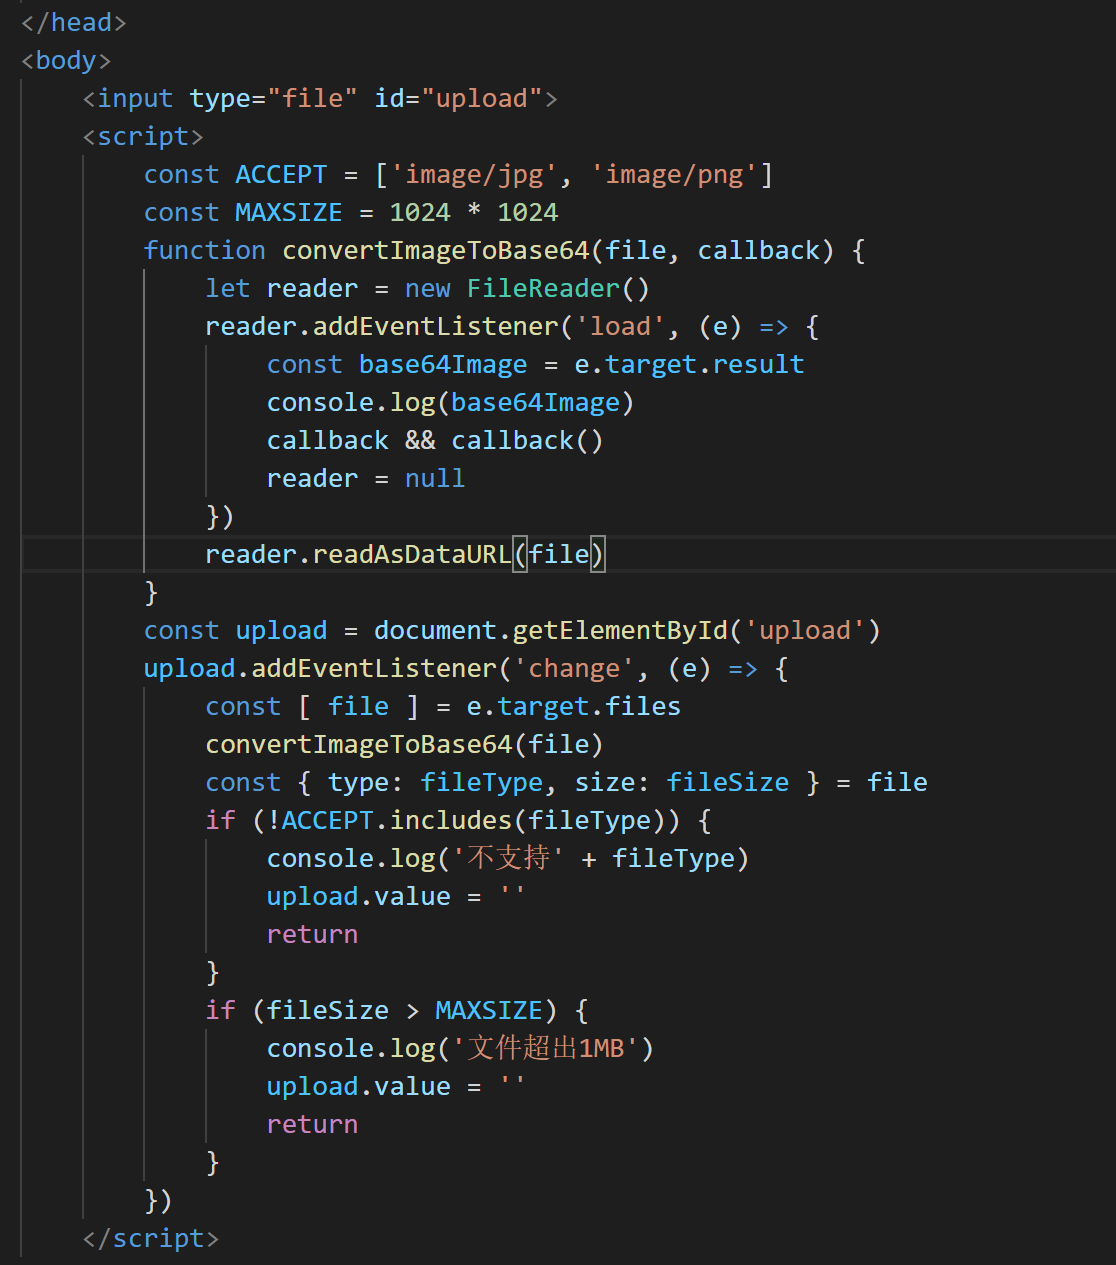 </head>
<body>
    <input type="file" id="upload">
    <script>
        const ACCEPT = ['image/jpg', 'image/png']
        const MAXSIZE = 1024 * 1024
        function convertImageToBase64(file, callback) {
            let reader = new FileReader()
            reader.addEventListener('load', (e) => {
                const base64Image = e.target.result
                console.log(base64Image)
                callback && callback()
                reader = null
            })
            reader.readAsDataURL(file)
        }
        const upload = document.getElementById('upload')
        upload.addEventListener('change', (e) => {
            const [ file ] = e.target.files
            convertImageToBase64(file)
            const { type: fileType, size: fileSize } = file
            if (!ACCEPT.includes(fileType)) {
                console.log('不支持' + fileType)
                upload.value = ''
                return
            }
            if (fileSize > MAXSIZE) {
                console.log('文件超出1MB')
                upload.value = ''
                return
            }
        })
    </script>